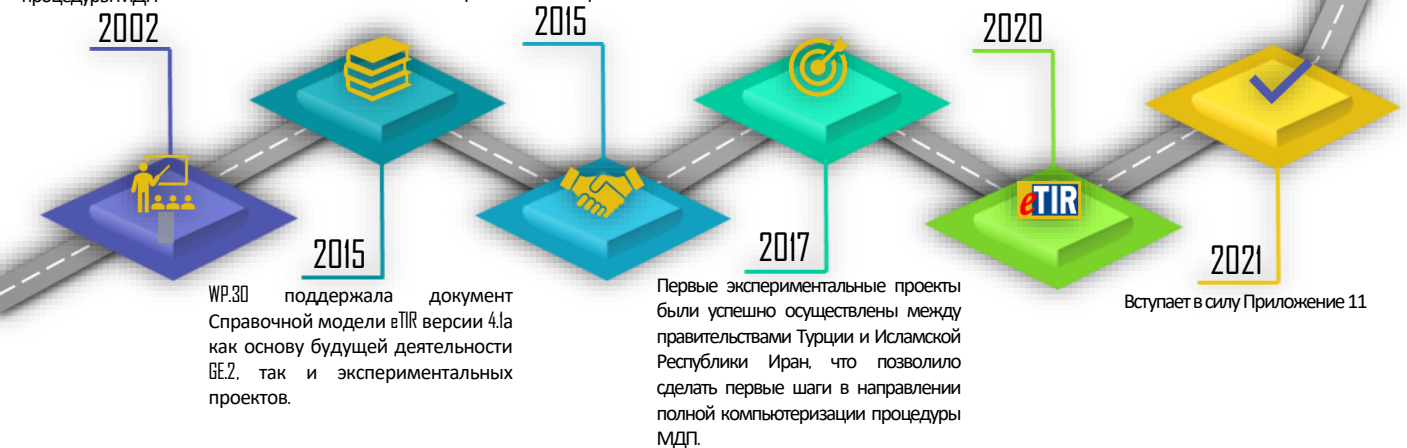 процедуры МДП
2002
2015
2020
eTIR
2015
WP.30 поддержала документ
Справочной модели eTIR версии 4.1a
как основу будущей деятельности
GE.2, так и экспериментальных
проектов.
2017
Первые экспериментальные проекты
были успешно осуществлены между
правительствами Турции и Исламской
Республики Иран, что позволило
сделать первые шаги в направлении
полной компьютеризации процедуры
МДП.
2021
Вступает в силу Приложение 11